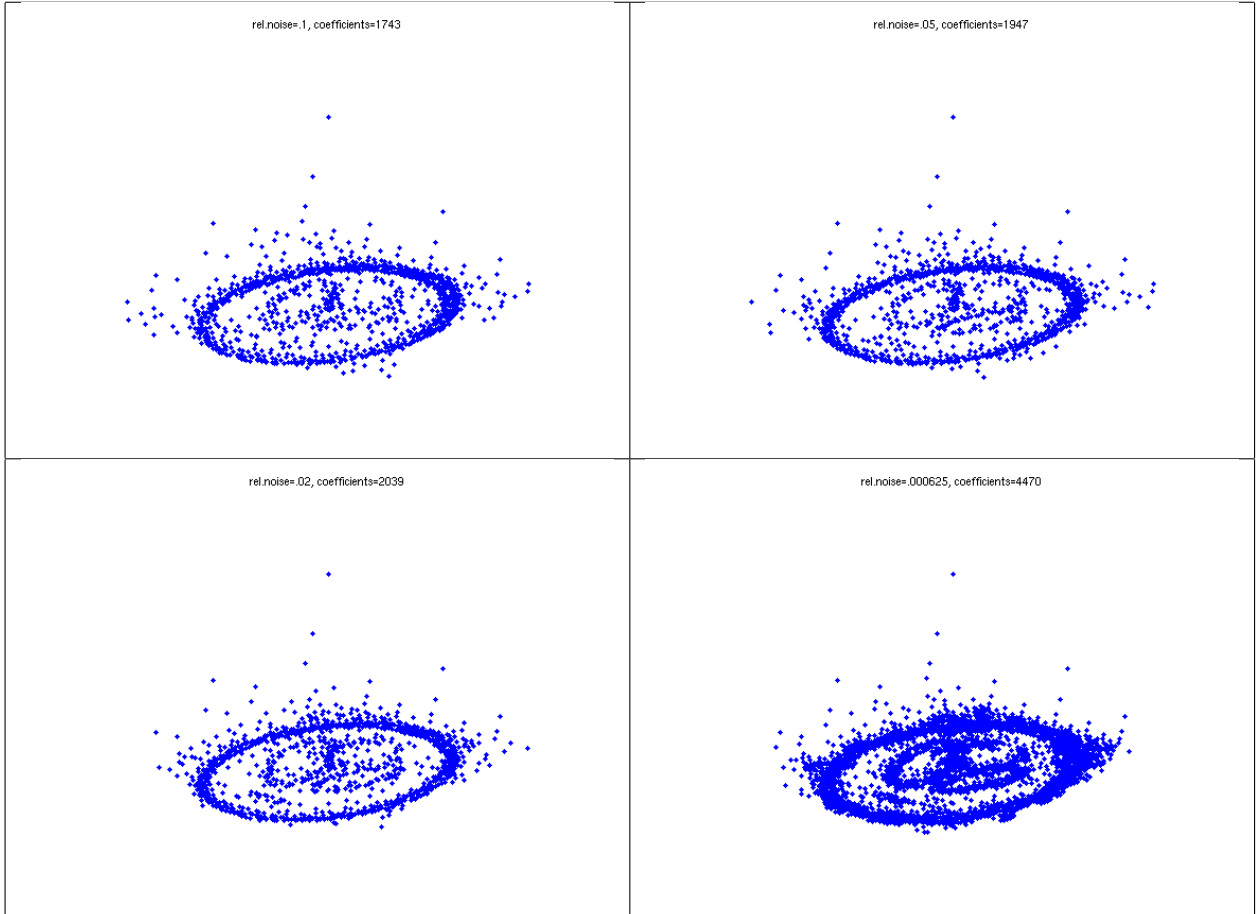 rel.noise=.1, coefficients=1743
rel.noise=.05, coefficients=1947
rel.noise=.02, coefficients=2039
rel.noise=.000625, coefficients=4470